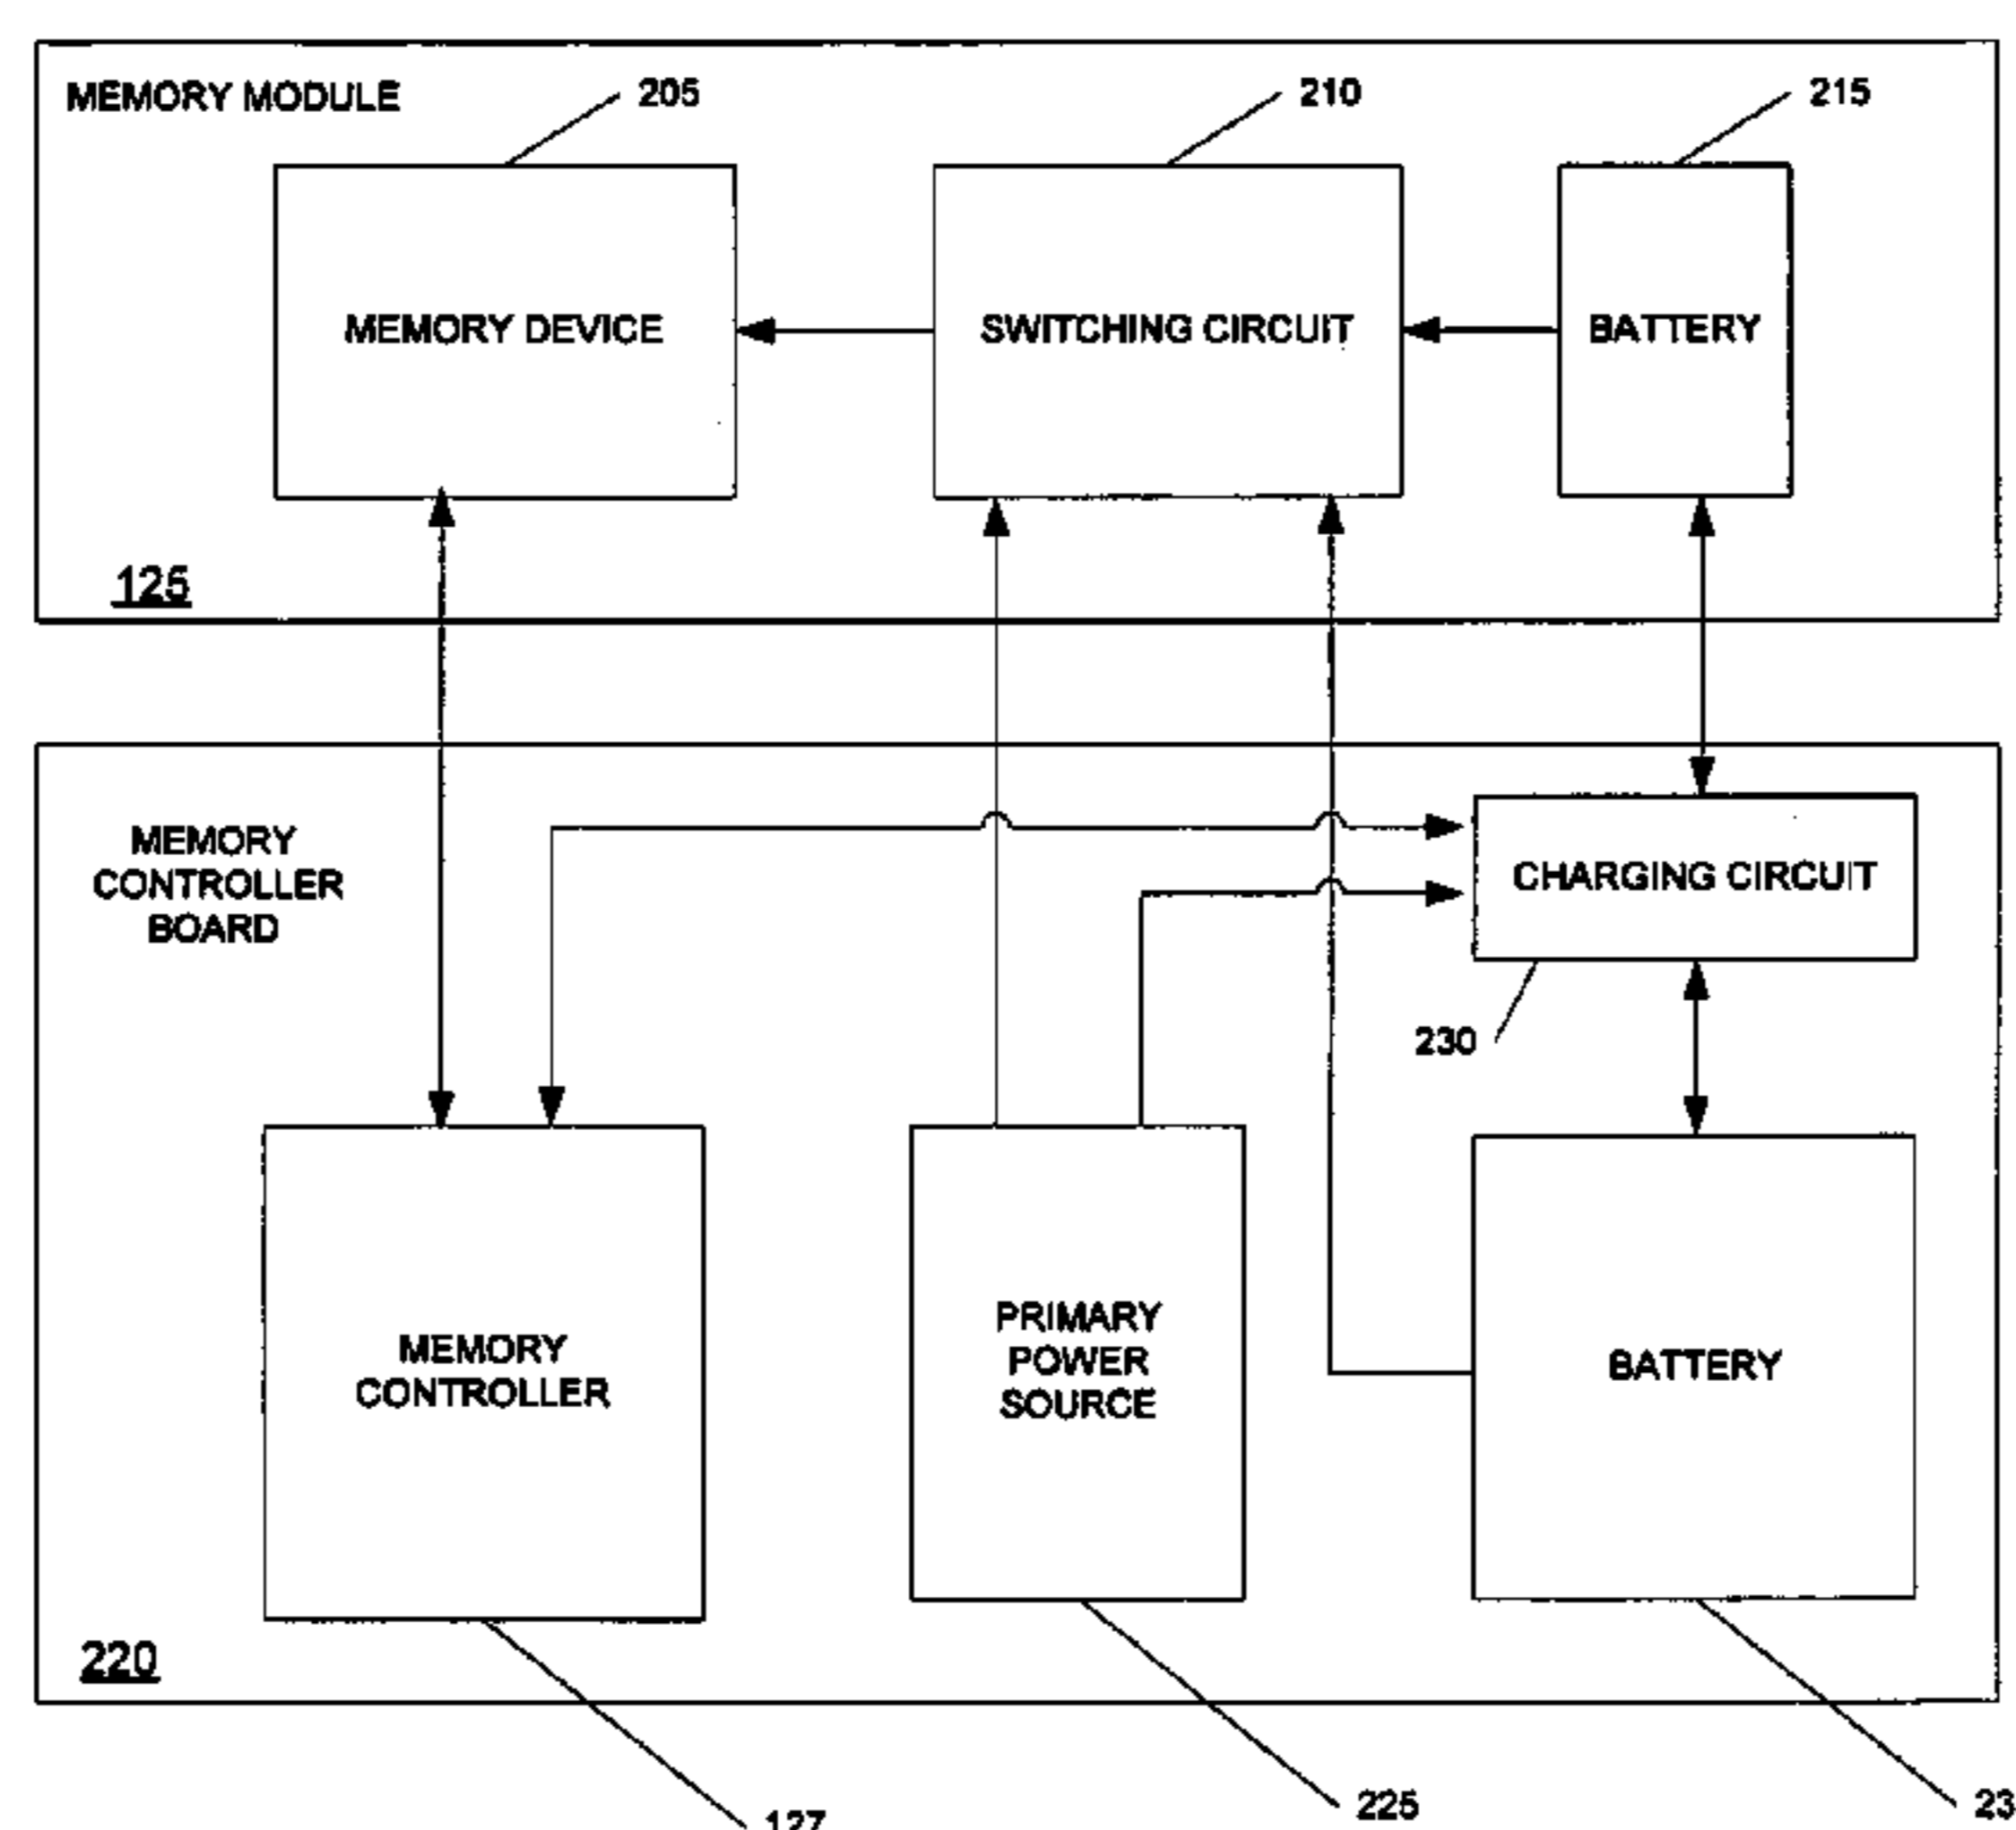 MEMORY MODULE
205
210
215
MEMORY DEVICE
SWITCHING CIRCUIT
BATTERY
125
MEMORY
CONTROLLER
BOARD
CHARGING CIRCUIT
230
MEMORY
CONTROLLER
PRIMARY
POWER
SOURCE
BATTERY
220
127
225
23